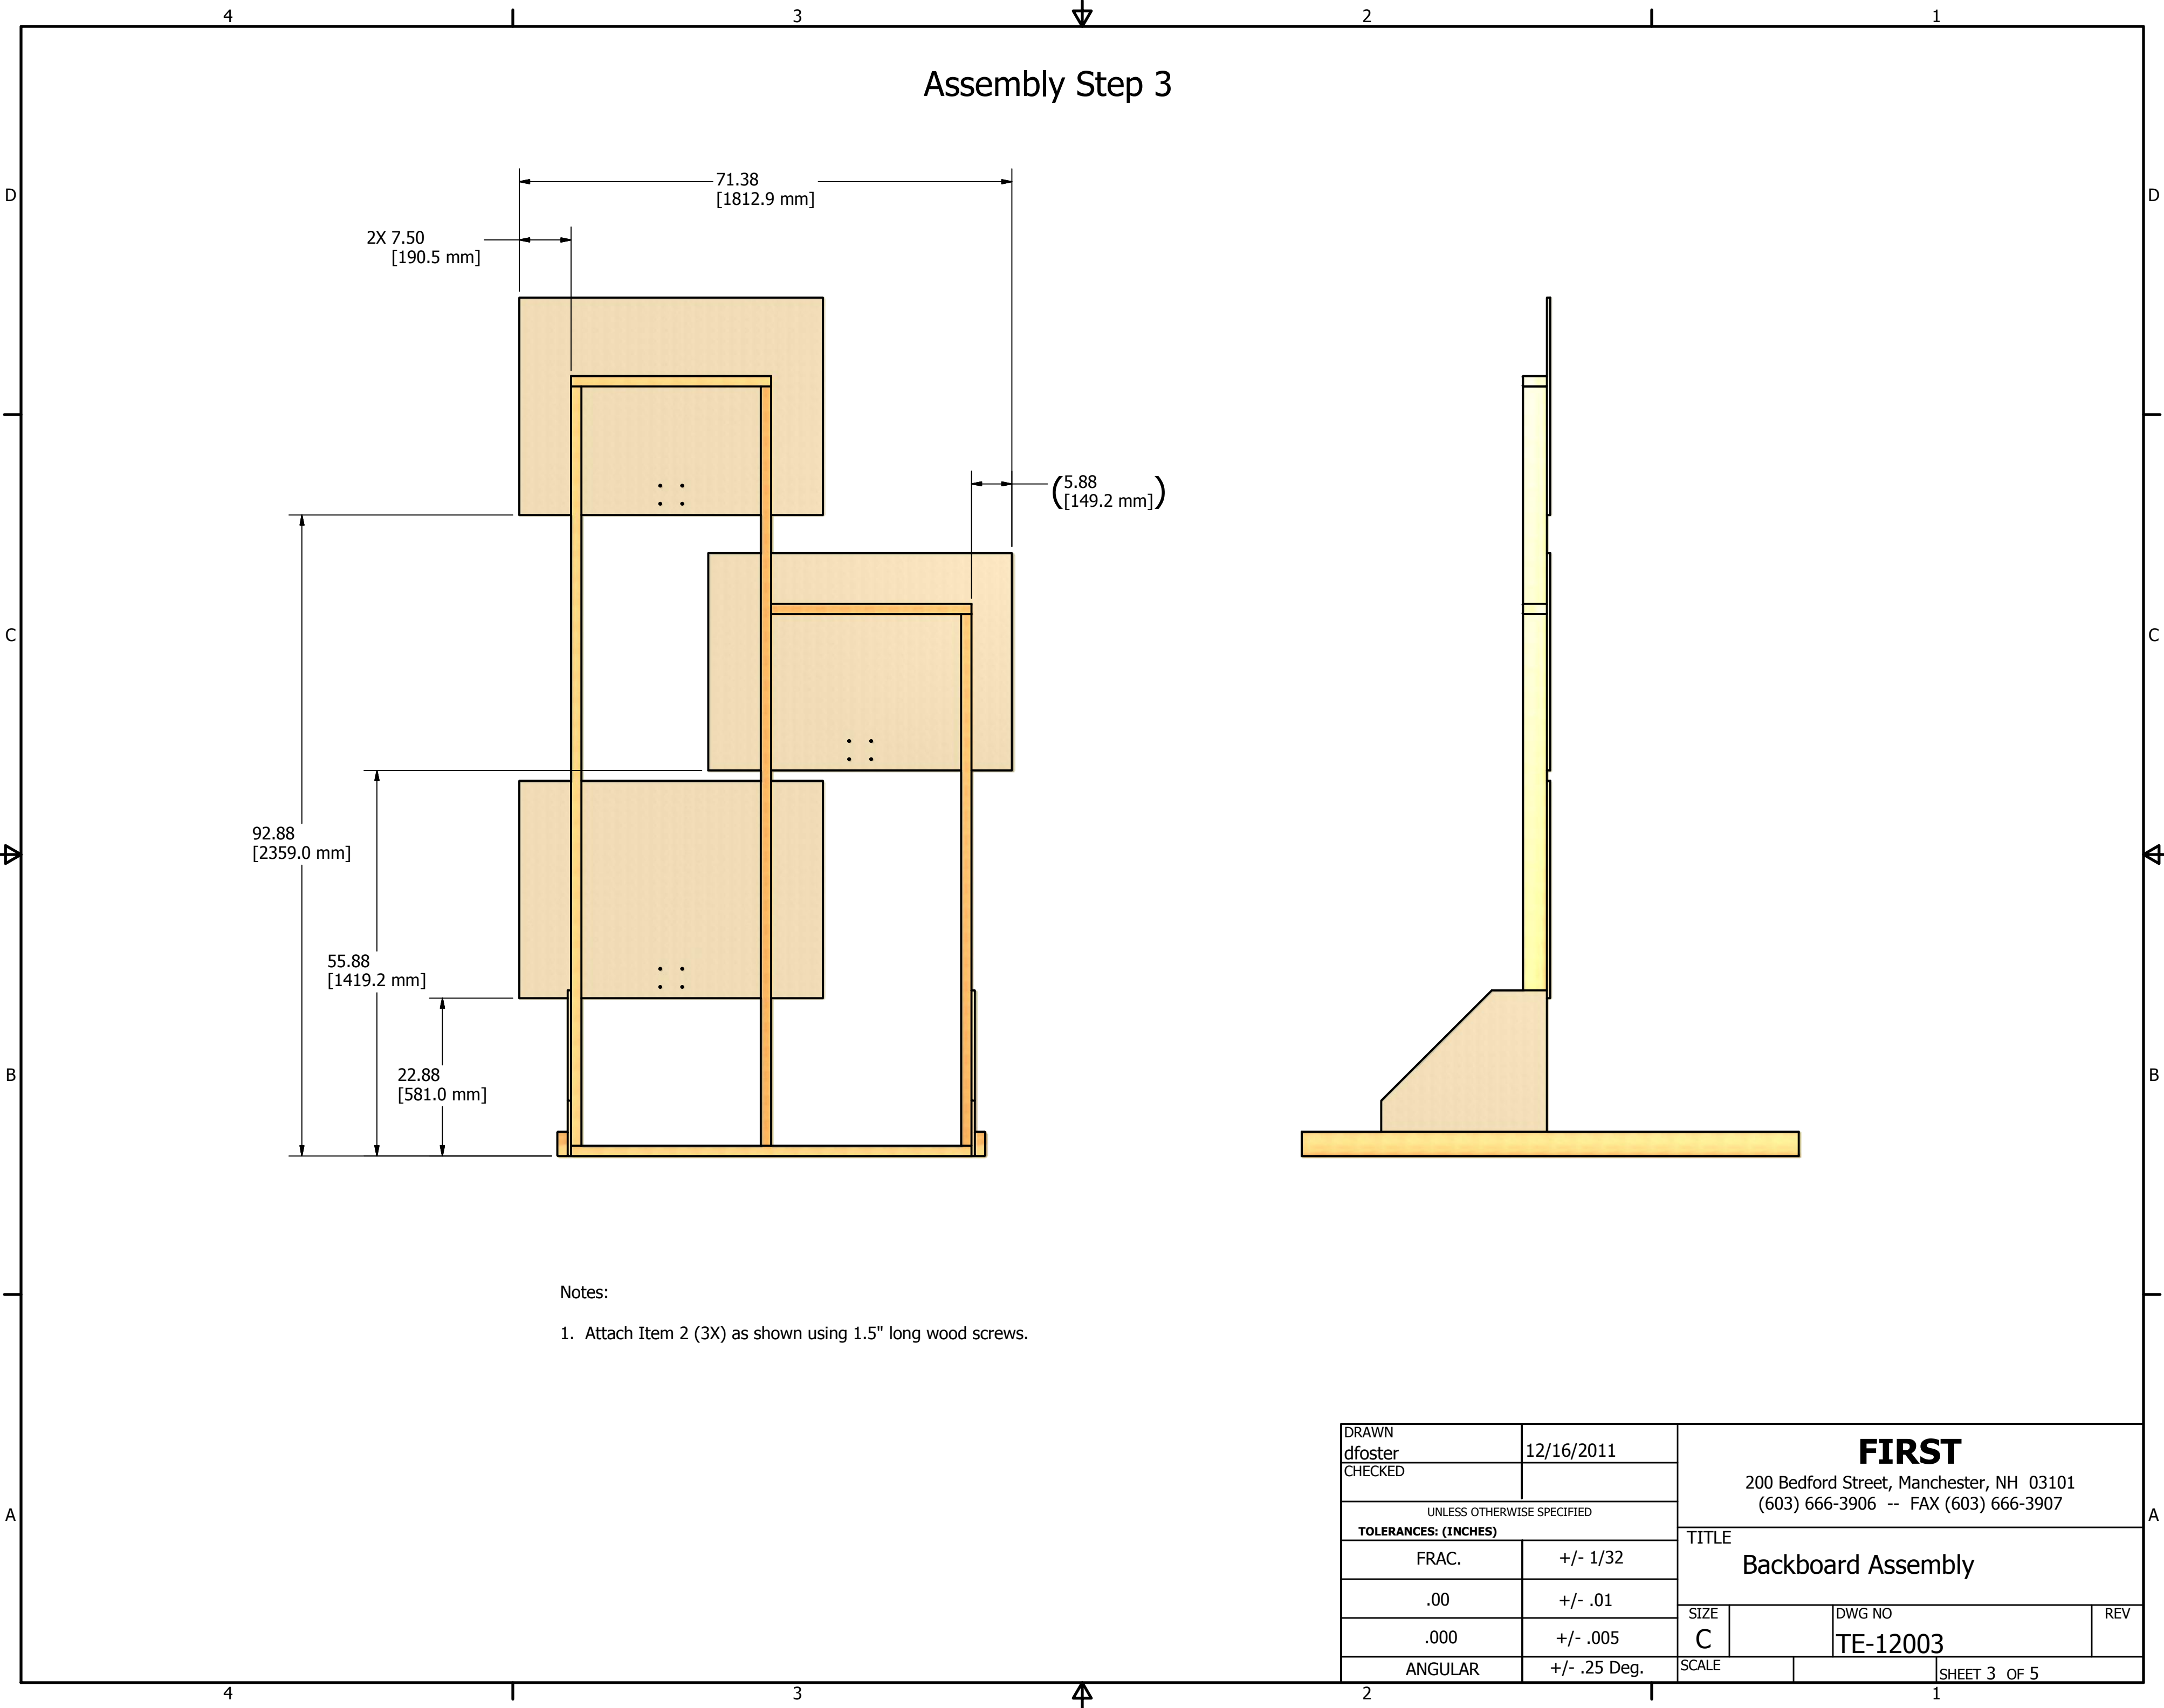 4 3 2 1
Assembly Step 3
D D
71.38
[1812.9 mm]
2X 7.50
[190.5 mm]
(5.88
[149.2 mm])
C C
92.88
[2359.0 mm]
55.88
[1419.2 mm]
22.88
[581.0 mm]
B B
Notes:
1. Attach Item 2 (3X) as shown using 1.5" long wood screws.
A A
DRAWN
dfoster 12/16/2011
CHECKED
UNLESS OTHERWISE SPECIFIED
TOLERANCES: (INCHES)
FRAC. +/- 1/32
.00 +/- .01
.000 +/- .005
ANGULAR +/- .25 Deg.
FIRST
200 Bedford Street, Manchester, NH 03101
(603) 666-3906 -- FAX (603) 666-3907
TITLE
Backboard Assembly
SIZE DWG NO REV
C TE-12003
SCALE SHEET 3 OF 5
4 3 2 1